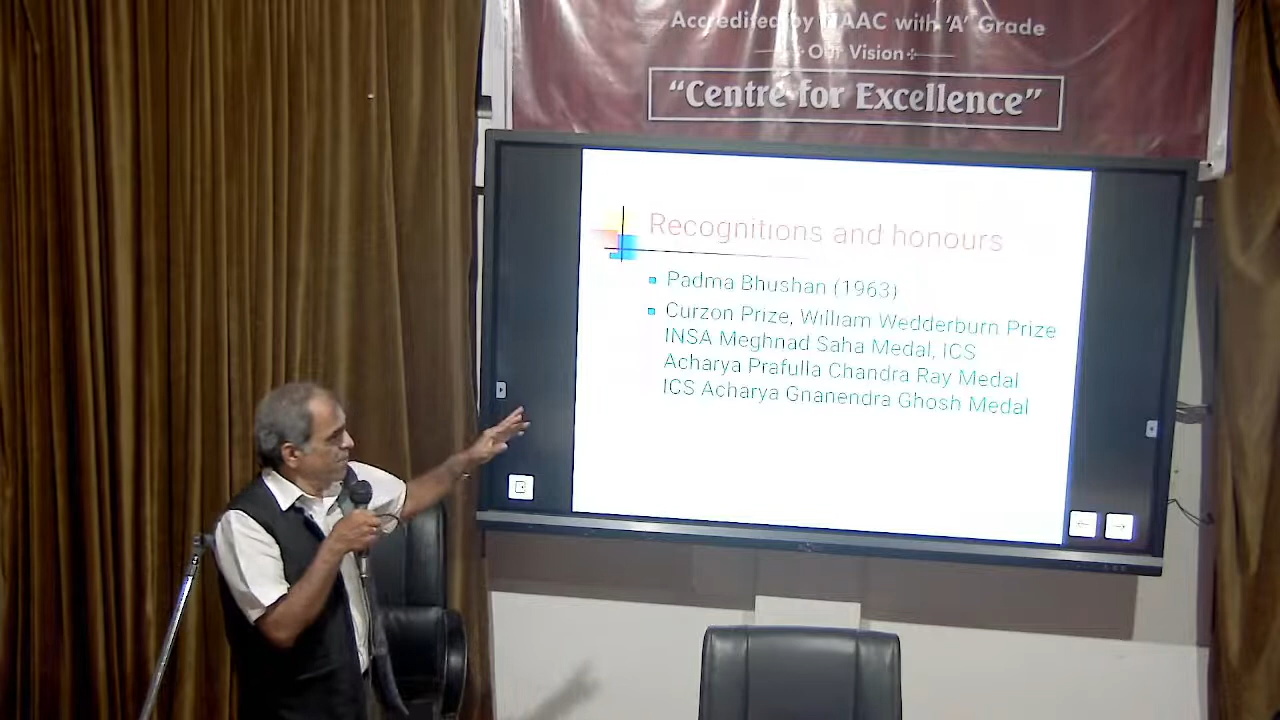 Accredited by NAAC with 'A' Grade
Our Vision
"Centre for Excellence"
Recognitions and honours
Padma Bhushan (1963)
Curzon Prize, William Wedderburn Prize
INSA Meghnad Saha Medal, ICS
Acharya Prafulla Chandra Ray Medal
ICS Acharya Gnanendra Ghosh Medal